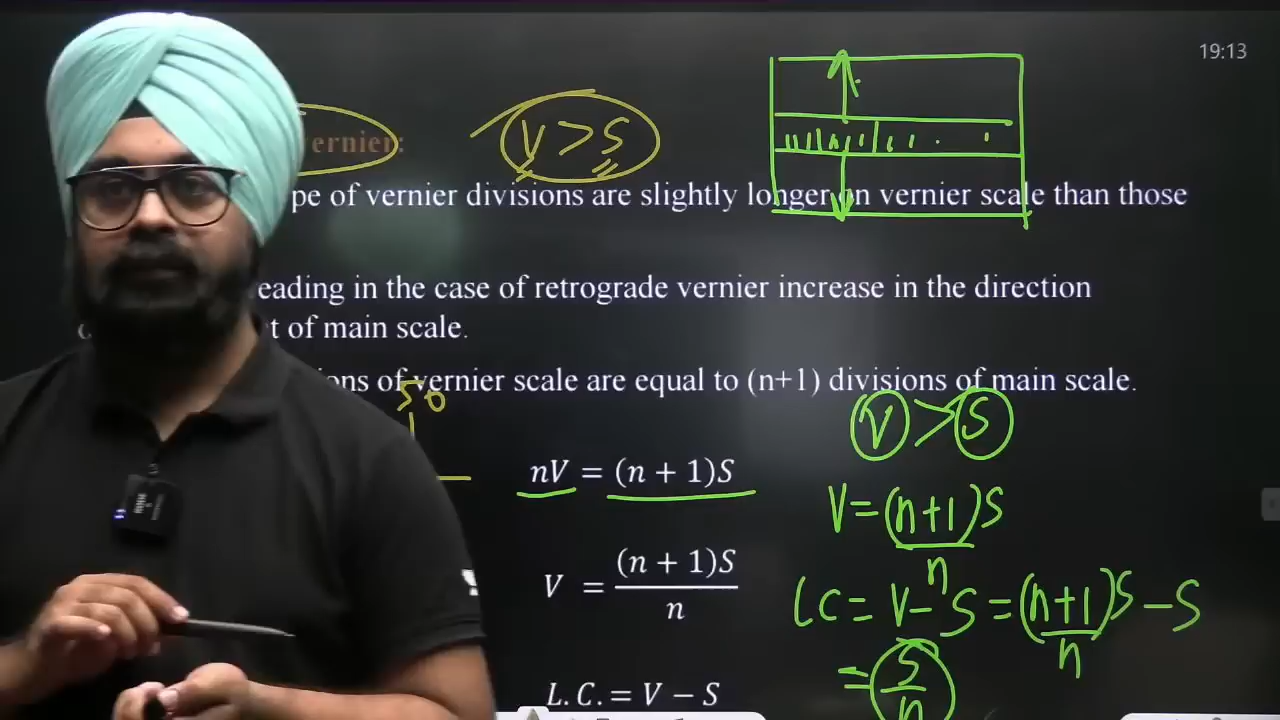 19:13
ernier:
V > S
pe of vernier divisions are slightly longer on vernier scale than those
eading in the case of retrograde vernier increase in the direction
t of main scale.
ons of vernier scale are equal to (n+1) divisions of main scale.
50
V > S
nV = (n + 1)S
V = (n+1)S
n
V = (n + 1)S
n
LC = V - S = (n+1)S - S
n
= S
n
L.C. = V − S